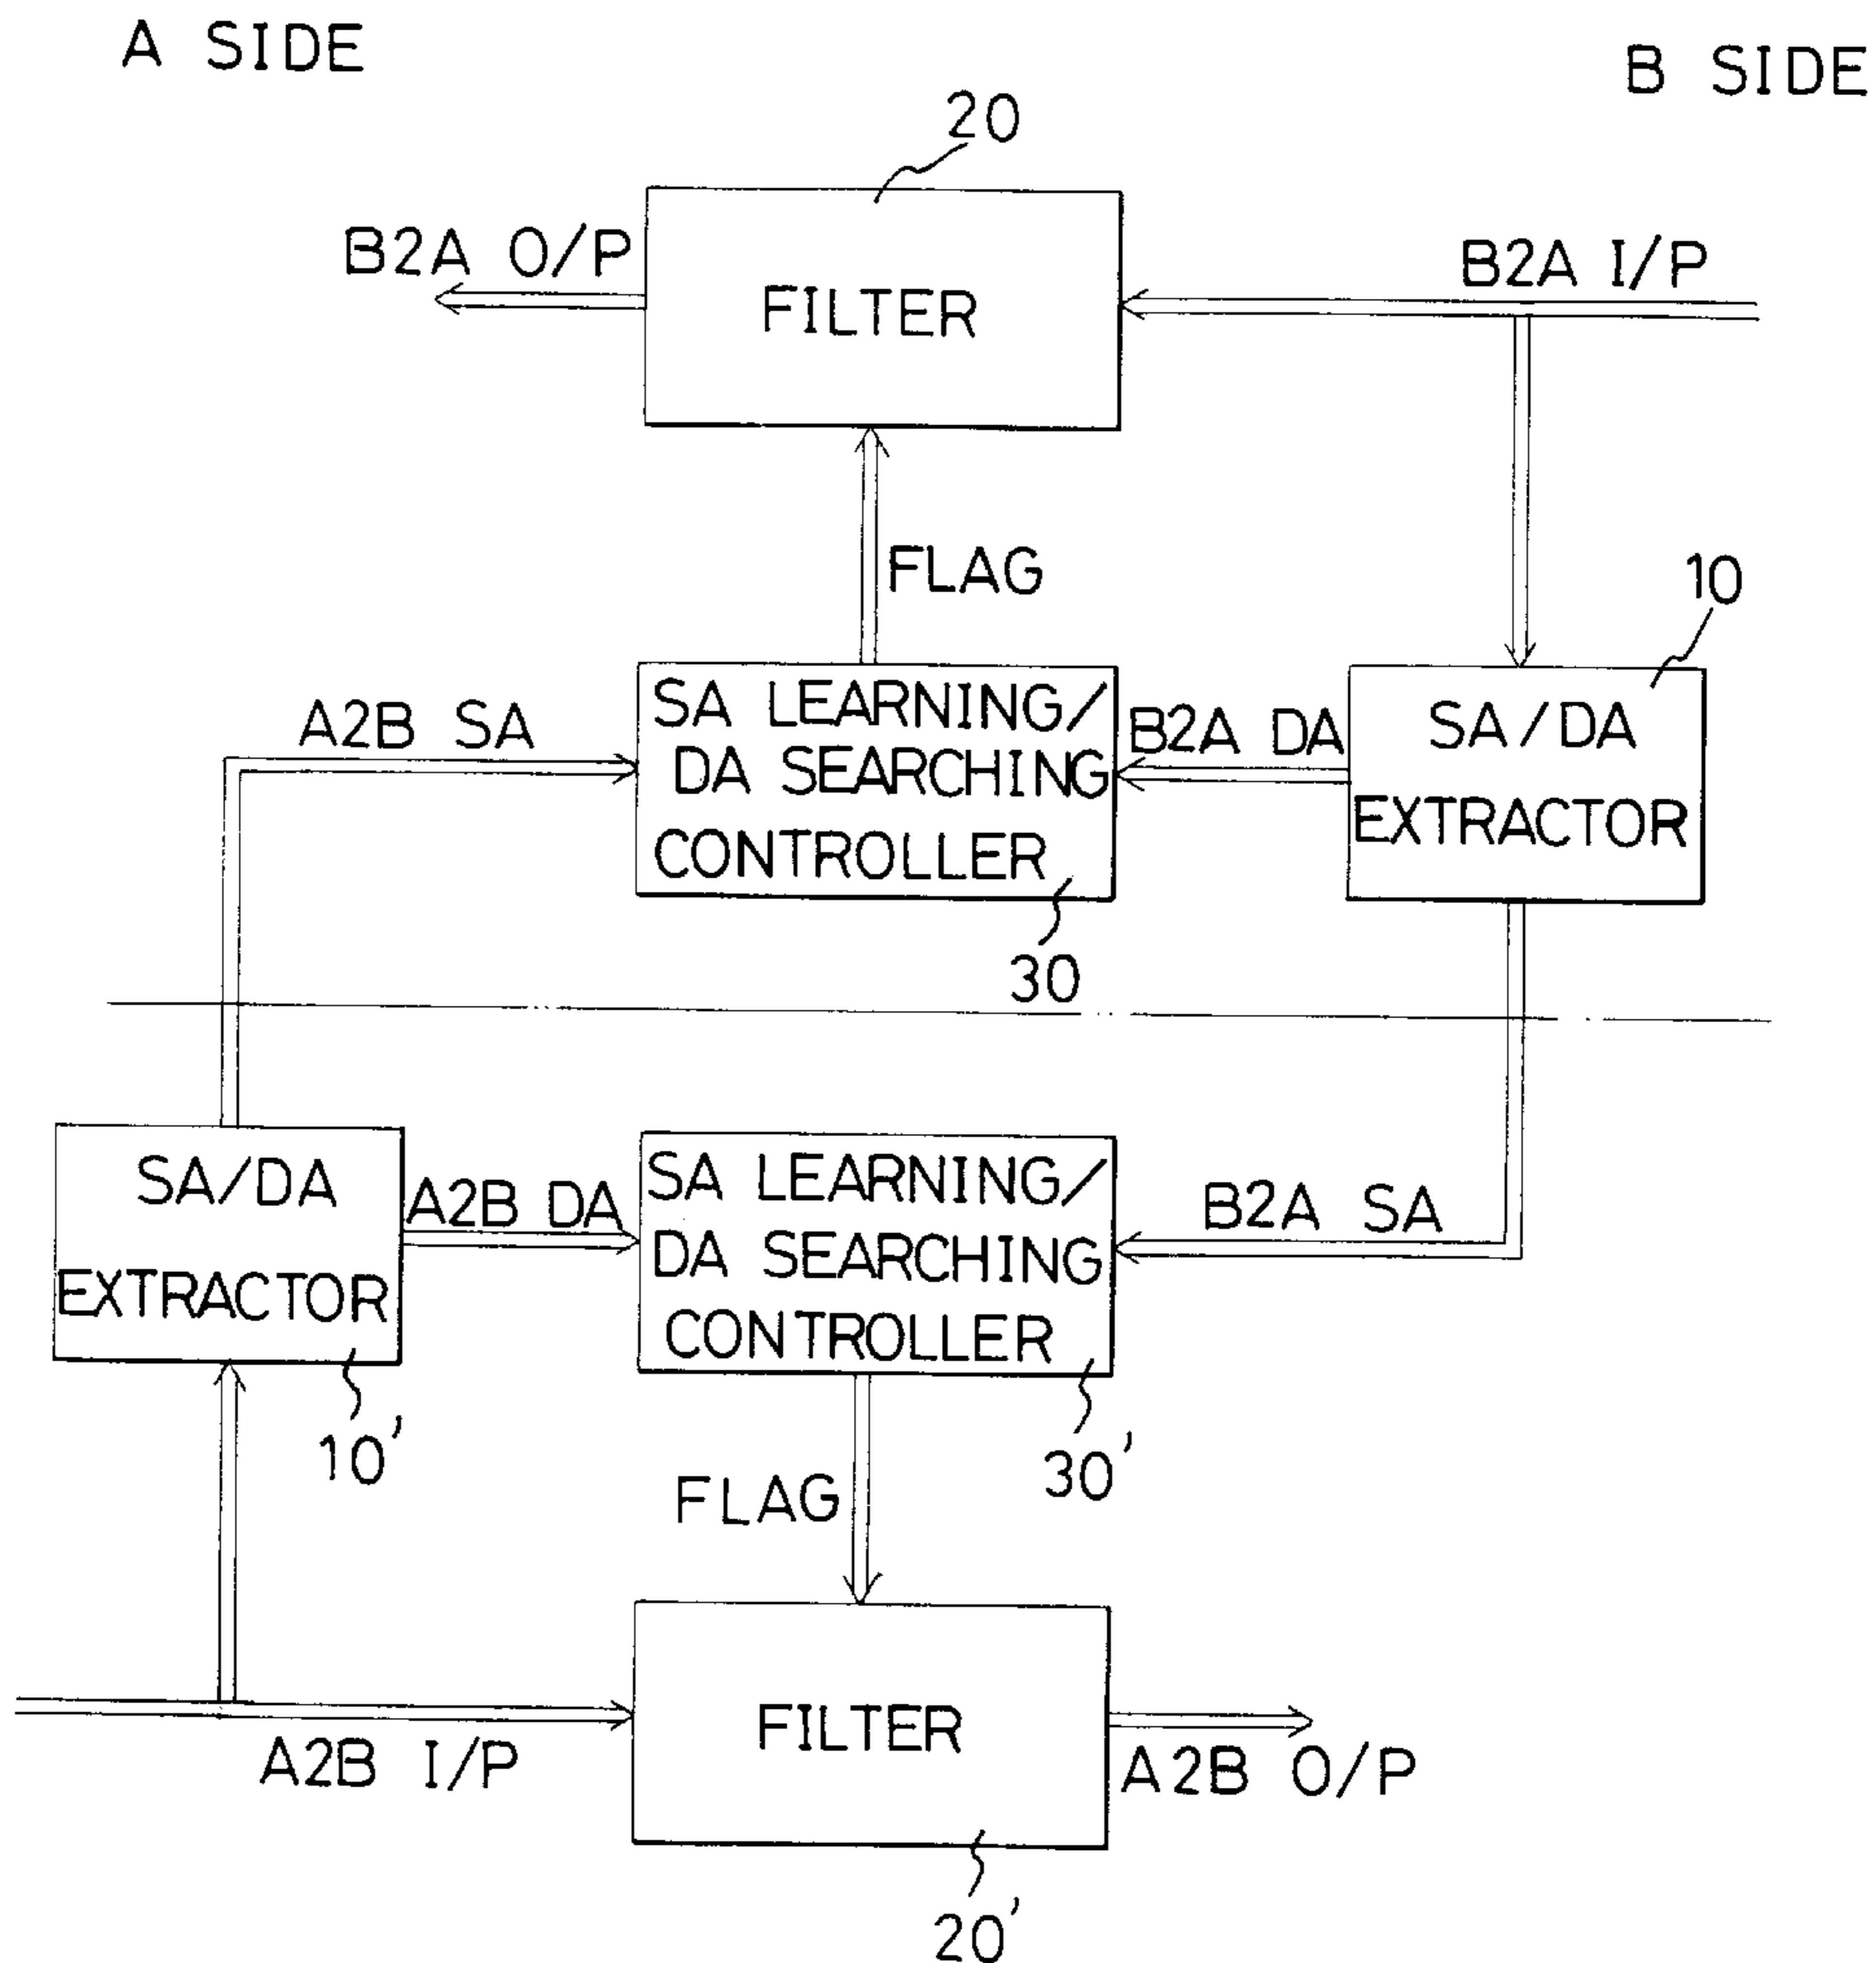 A SIDE
B SIDE
20
B2A O/P
B2A I/P
FILTER
FLAG
10
A2B SA
SA LEARNING/
DA SEARCHING
CONTROLLER
B2A DA
SA/DA
EXTRACTOR
30
SA/DA
EXTRACTOR
A2B DA
SA LEARNING/
DA SEARCHING
CONTROLLER
B2A SA
10'
30'
FLAG
A2B I/P
FILTER
A2B O/P
20'